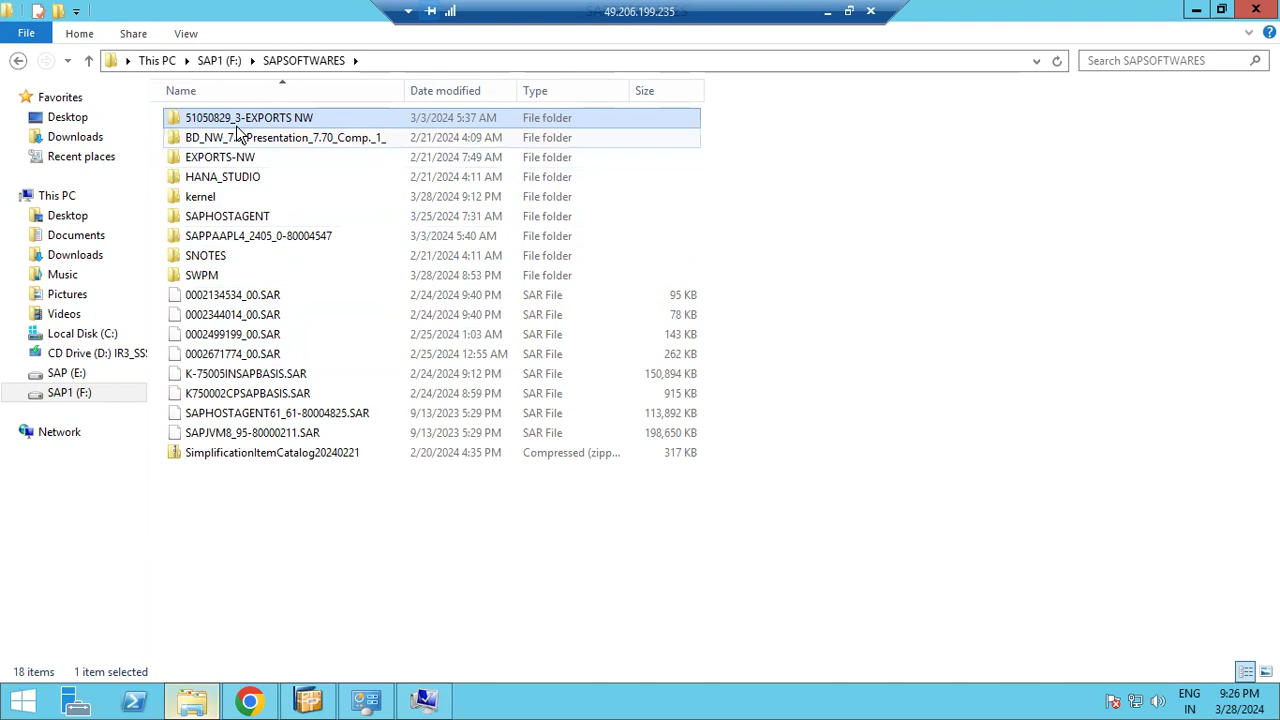 49.206.199.235
File Home Share View
This PC SAP1 (F:) SAPSOFTWARES Search SAPSOFTWARES
Name Date modified Type Size
Favorites
Desktop
Downloads
Recent places
This PC
Desktop
Documents
Downloads
Music
Pictures
Videos
Local Disk (C:)
CD Drive (D:) IR3_SS
SAP (E:)
SAP1 (F:)
Network
51050829_3-EXPORTS NW 3/3/2024 5:37 AM File folder
Presentation_7.70_Comp._1_ 2/21/2024 4:09 AM File folder
EXPORTS-NW 2/21/2024 7:49 AM File folder
HANA_STUDIO 2/21/2024 4:11 AM File folder
kernel 3/28/2024 9:12 PM File folder
SAPHOSTAGENT 3/25/2024 7:31 AM File folder
SAPPAAPL4_2405_0-80004547 3/3/2024 5:40 AM File folder
SNOTES 2/21/2024 4:11 AM File folder
SWPM 3/28/2024 8:53 PM File folder
0002134534_00.SAR 2/24/2024 9:40 PM SAR File 95 KB
0002344014_00.SAR 2/24/2024 9:40 PM SAR File 78 KB
0002499199_00.SAR 2/25/2024 1:03 AM SAR File 143 KB
0002671774_00.SAR 2/25/2024 12:55 AM SAR File 262 KB
K-75005INSAPBASIS.SAR 2/24/2024 9:12 PM SAR File 150,894 KB
K750002CPSAPBASIS.SAR 2/24/2024 8:59 PM SAR File 915 KB
SAPHOSTAGENT61_61-80004825.SAR 9/13/2023 5:29 PM SAR File 113,892 KB
SAPJVM8_95-80000211.SAR 9/13/2023 5:29 PM SAR File 198,650 KB
SimplificationItemCatalog20240221 2/20/2024 4:35 PM Compressed (zipp... 317 KB
18 items 1 item selected
ENG 9:26 PM
IN 3/28/2024